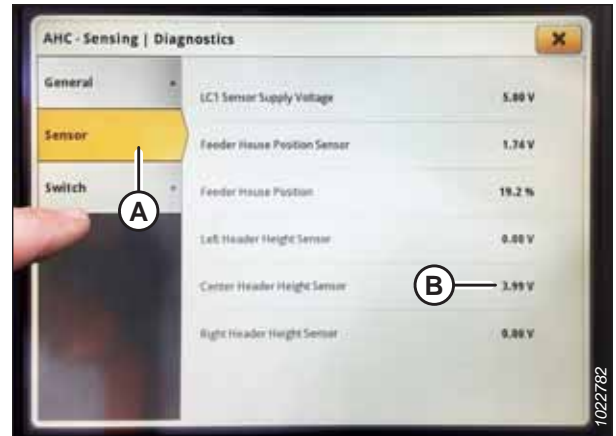 AHC - Sensing | Diagnostics
General
Sensor
Switch
LC1 Sensor Supply Voltage 5.00 V
Feeder House Position Sensor 1.74 V
Feeder House Position 19.2 %
Left Header Height Sensor 0.00 V
Center Header Height Sensor 3.99 V
Right Header Height Sensor 0.00 V
A
B
1022782